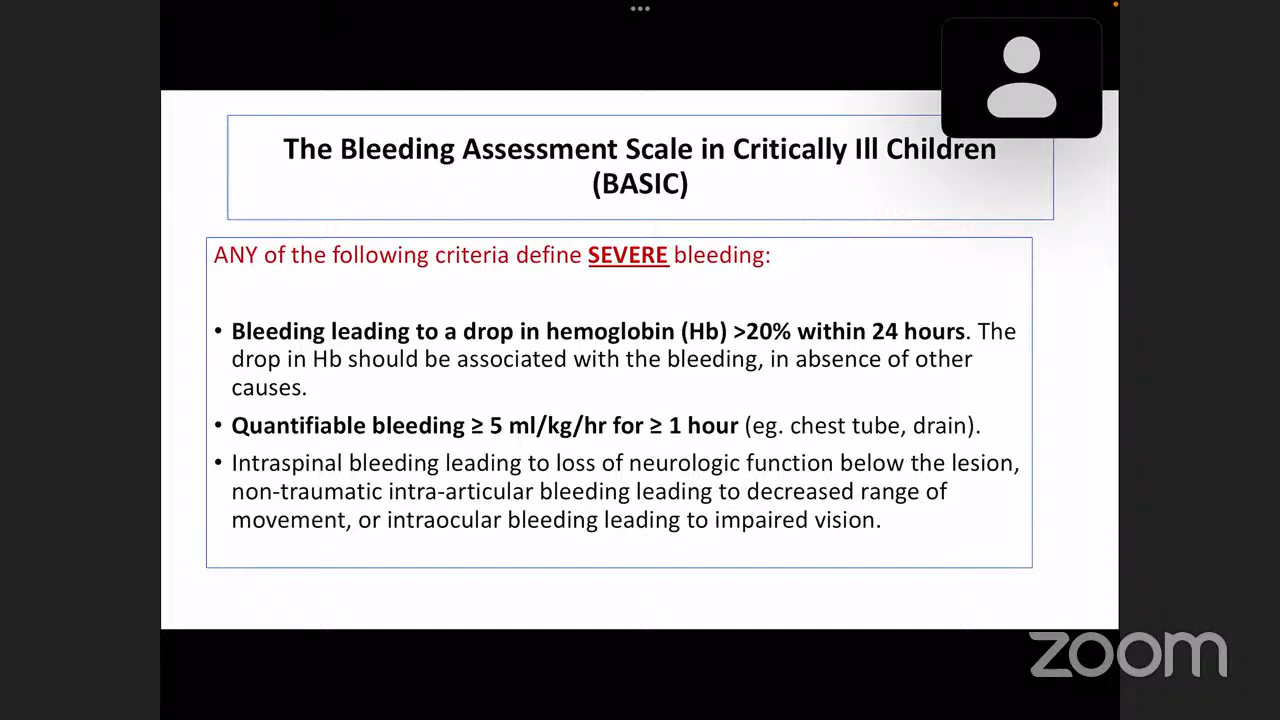 The Bleeding Assessment Scale in Critically Ill Children
(BASIC)
ANY of the following criteria define SEVERE bleeding:
• Bleeding leading to a drop in hemoglobin (Hb) >20% within 24 hours. The
drop in Hb should be associated with the bleeding, in absence of other
causes.
• Quantifiable bleeding ≥ 5 ml/kg/hr for ≥ 1 hour (eg. chest tube, drain).
• Intraspinal bleeding leading to loss of neurologic function below the lesion,
non-traumatic intra-articular bleeding leading to decreased range of
movement, or intraocular bleeding leading to impaired vision.
zoom